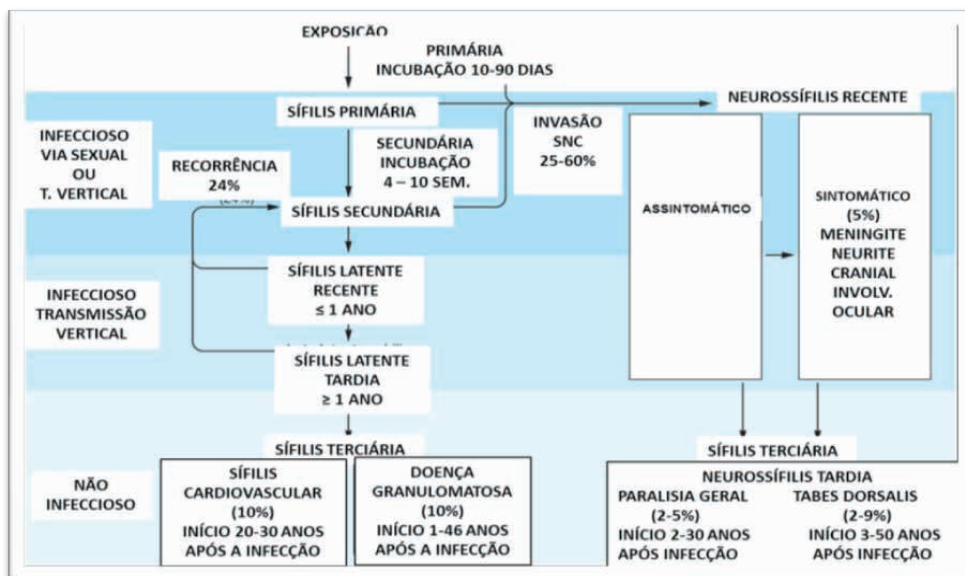 EXPOSIÇÃO
PRIMÁRIA
INCUBAÇÃO 10-90 DIAS
SÍFILIS PRIMÁRIA
NEUROSSÍFILIS RECENTE
INFECCIOSO
VIA SEXUAL
OU
T. VERTICAL
RECORRÊNCIA
24%
SECUNDÁRIA
INCUBAÇÃO
4 – 10 SEM.
INVASÃO
SNC
25-60%
SÍFILIS SECUNDÁRIA
ASSINTOMÁTICO
SINTOMÁTICO
(5%)
MENINGITE
NEURITE
CRANIAL
INVOLV.
OCULAR
INFECCIOSO
TRANSMISSÃO
VERTICAL
SÍFILIS LATENTE
RECENTE
≤ 1 ANO
SÍFILIS LATENTE
TARDIA
≥ 1 ANO
NÃO
INFECCIOSO
SÍFILIS TERCIÁRIA
SÍFILIS
CARDIOVASCULAR
(10%)
INÍCIO 20-30 ANOS
APÓS A INFECÇÃO
DOENÇA
GRANULOMATOSA
(10%)
INÍCIO 1-46 ANOS
APÓS A INFECÇÃO
SÍFILIS TERCIÁRIA
NEUROSSÍFILIS TARDIA
PARALISIA GERAL
(2-5%)
INÍCIO 2-30 ANOS
APÓS INFECÇÃO
TABES DORSALIS
(2-9%)
INÍCIO 3-50 ANOS
APÓS INFECÇÃO